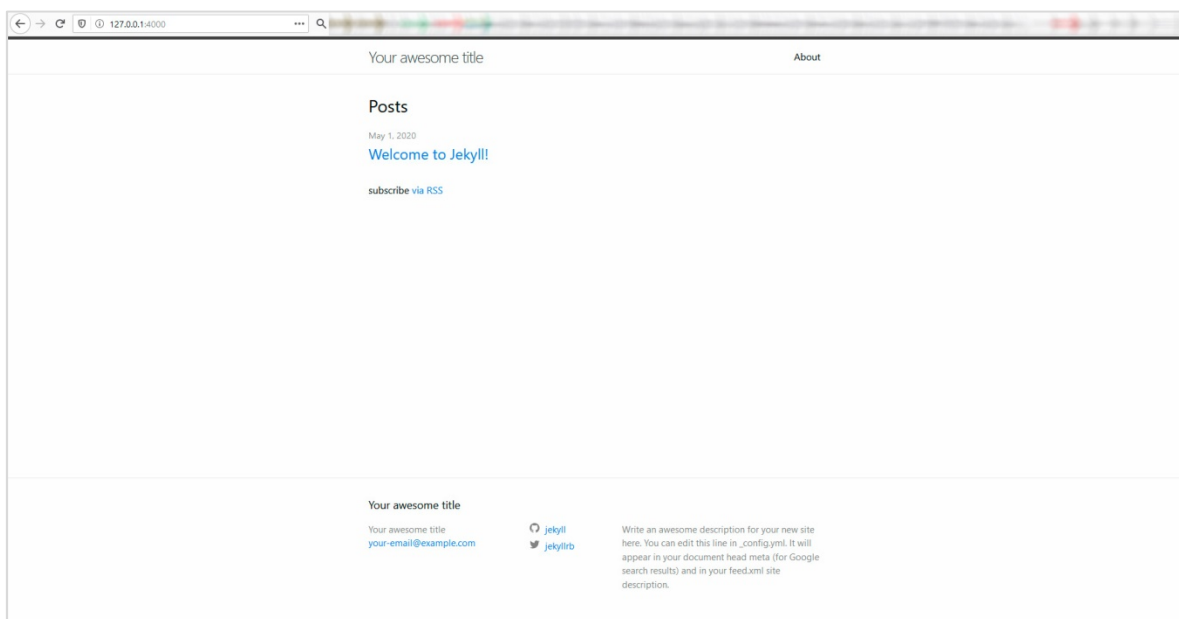 127.0.0.1:4000
Your awesome title
About
Posts
May 1, 2020
Welcome to Jekyll!
subscribe via RSS
Your awesome title
Your awesome title
your-email@example.com
jekyll
jekyllrb
Write an awesome description for your new site
here. You can edit this line in _config.yml. It will
appear in your document head meta (for Google
search results) and in your feed.xml site
description.